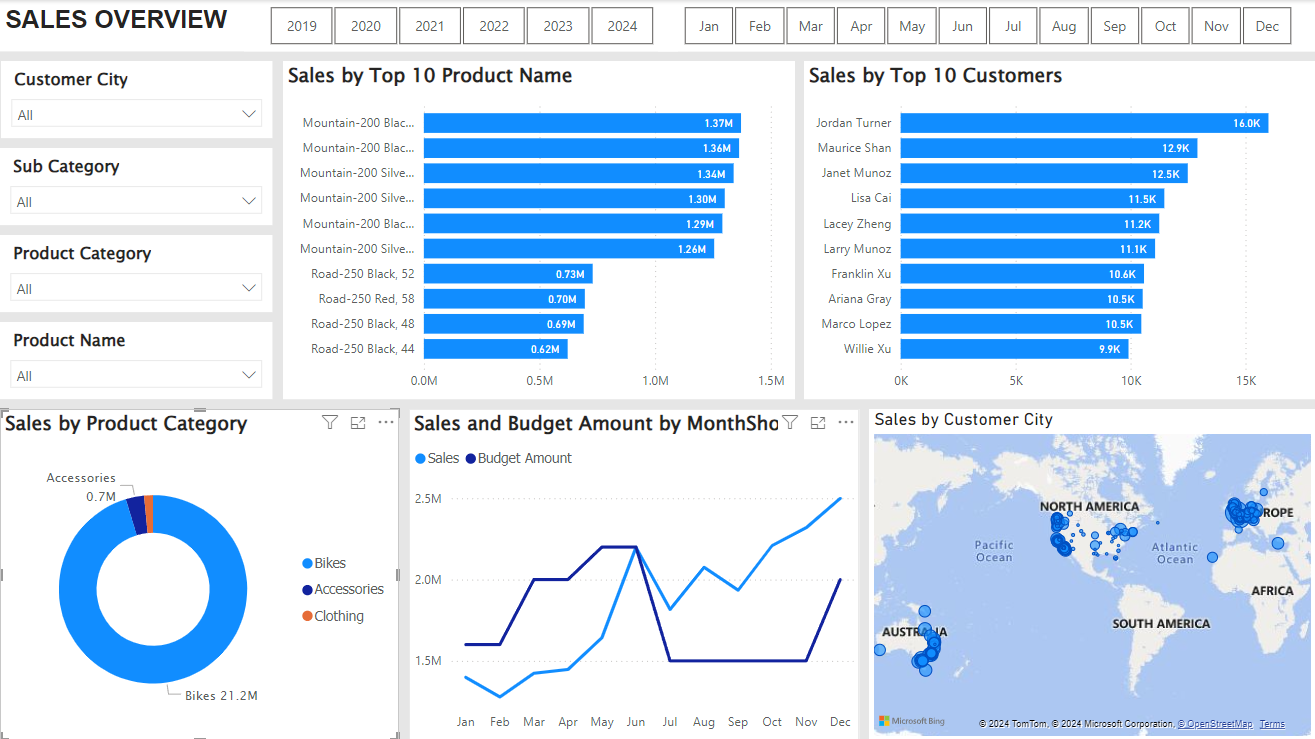 SALES OVERVIEW
2019 2020 2021 2022 2023 2024
Jan Feb Mar Apr May Jun Jul Aug Sep Oct Nov Dec
Customer City
All
Sub Category
All
Product Category
All
Product Name
All
Sales by Top 10 Product Name
Mountain-200 Blac... 1.37M
Mountain-200 Blac... 1.36M
Mountain-200 Silve... 1.34M
Mountain-200 Silve... 1.30M
Mountain-200 Blac... 1.29M
Mountain-200 Silve... 1.26M
Road-250 Black, 52 0.73M
Road-250 Red, 58 0.70M
Road-250 Black, 48 0.69M
Road-250 Black, 44 0.62M
0.0M 0.5M 1.0M 1.5M
Sales by Top 10 Customers
Jordan Turner 16.0K
Maurice Shan 12.9K
Janet Munoz 12.5K
Lisa Cai 11.5K
Lacey Zheng 11.2K
Larry Munoz 11.1K
Franklin Xu 10.6K
Ariana Gray 10.5K
Marco Lopez 10.5K
Willie Xu 9.9K
0K 5K 10K 15K
Sales by Product Category
Accessories
0.7M
Bikes
Accessories
Clothing
Bikes 21.2M
Sales and Budget Amount by MonthSho
Sales Budget Amount
2.5M
2.0M
1.5M
Jan Feb Mar Apr May Jun Jul Aug Sep Oct Nov Dec
Sales by Customer City
NORTH AMERICA
ROPE
Pacific
Ocean
Atlantic
Ocean
AFRICA
SOUTH AMERICA
AUSTRALIA
Microsoft Bing
© 2024 TomTom, © 2024 Microsoft Corporation, © OpenStreetMap Terms